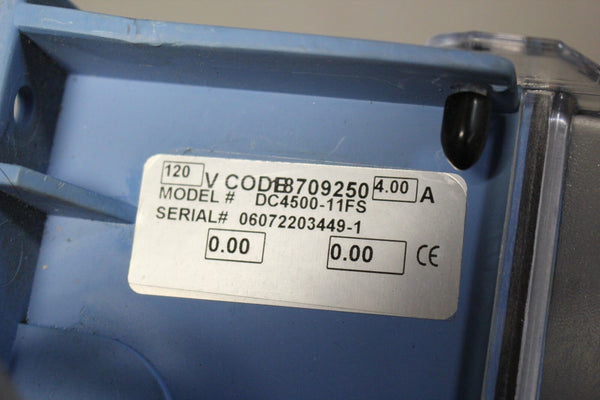 120 V CODE 18709250 4.00 A
MODEL # DC4500-11FS
SERIAL# 06072203449-1
0.00 0.00 CE